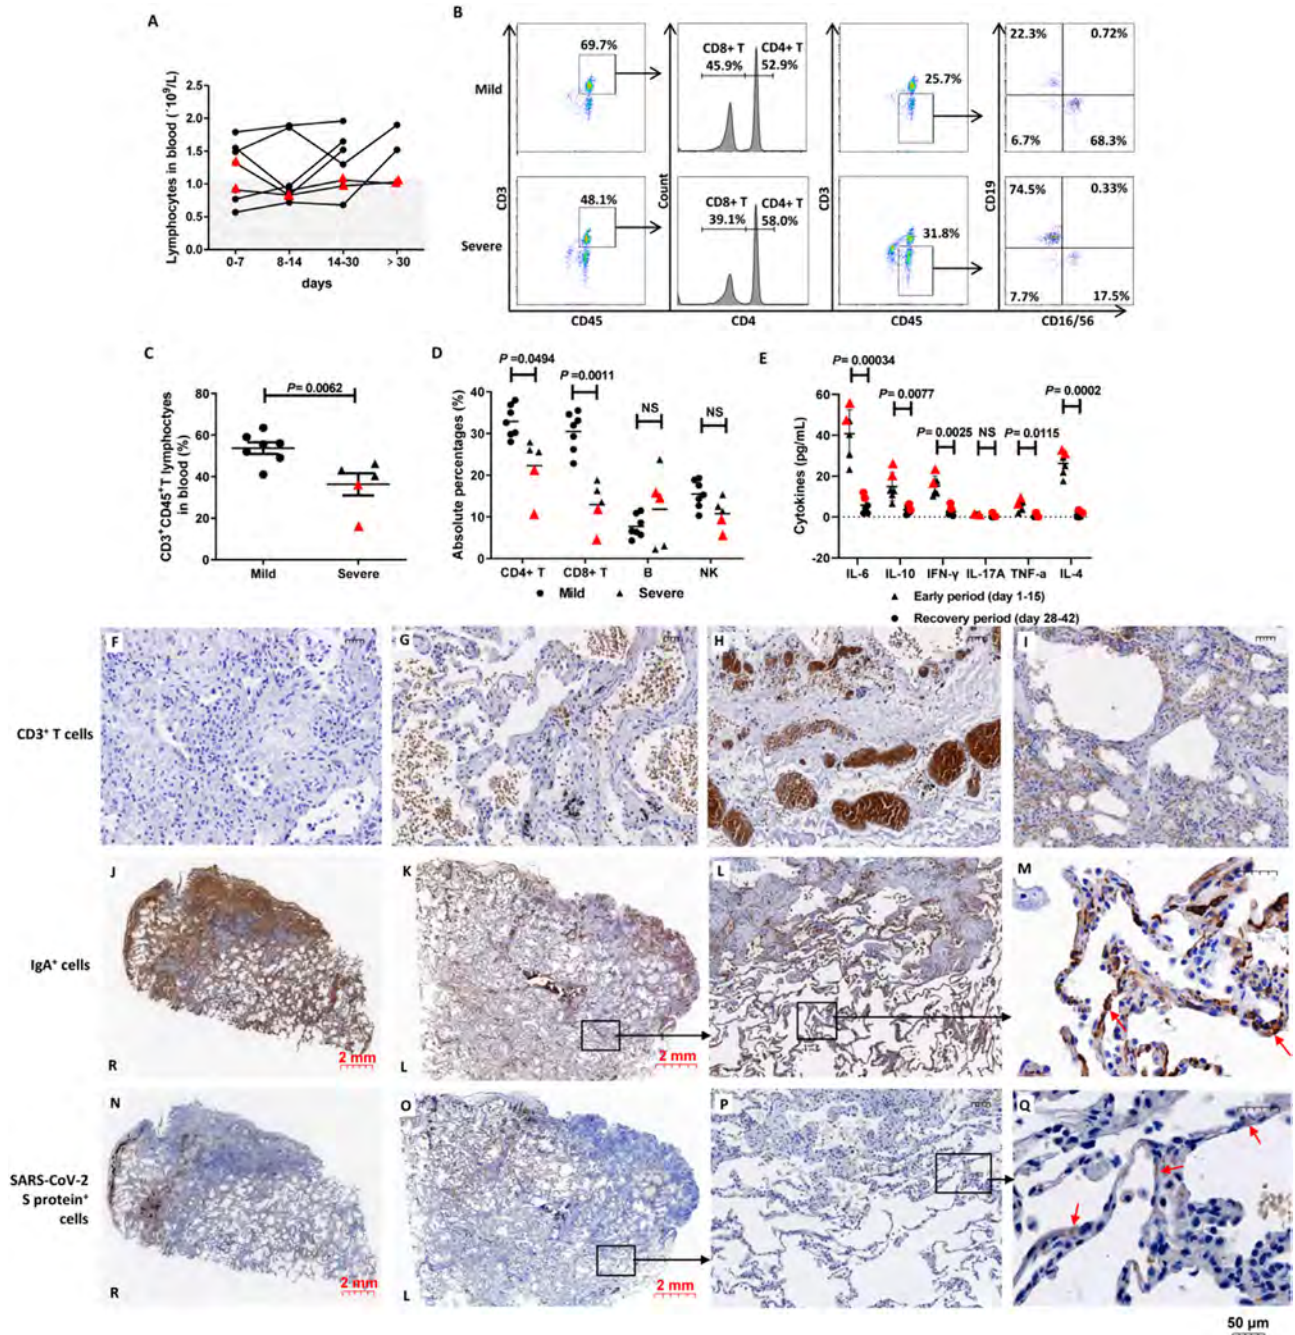 A
Lymphocytes in blood (´10⁹/L)
2.5
2.0
1.5
1.0
0.5
0.0
0-7 8-14 14-30 > 30
days
B
Mild
Severe
69.7%
CD8+ T CD4+ T
45.9% 52.9%
25.7%
22.3% 0.72%
6.7% 68.3%
48.1%
CD8+ T CD4+ T
39.1% 58.0%
31.8%
74.5% 0.33%
7.7% 17.5%
CD3
Count
CD3
CD19
CD45 CD4 CD45 CD16/56
C
CD3⁺CD45⁺T lymphoctyes
in blood (%)
80
60
40
20
0
P= 0.0062
Mild Severe
D
Absolute percentages (%)
40
30
20
10
0
P =0.0494
P =0.0011
NS
NS
CD4+ T CD8+ T B NK
Mild Severe
E
Cytokines (pg/mL)
60
40
20
0
-20
P= 0.00034
P = 0.0077
P = 0.0025
NS
P = 0.0115
P = 0.0002
IL-6 IL-10 IFN-γ IL-17A TNF-a IL-4
Early period (day 1-15)
Recovery period (day 28-42)
CD3⁺ T cells
F G H I
IgA⁺ cells
J K L M
R 2 mm
L 2 mm
SARS-CoV-2
S protein⁺
cells
N O P Q
R 2 mm
L 2 mm
50 µm